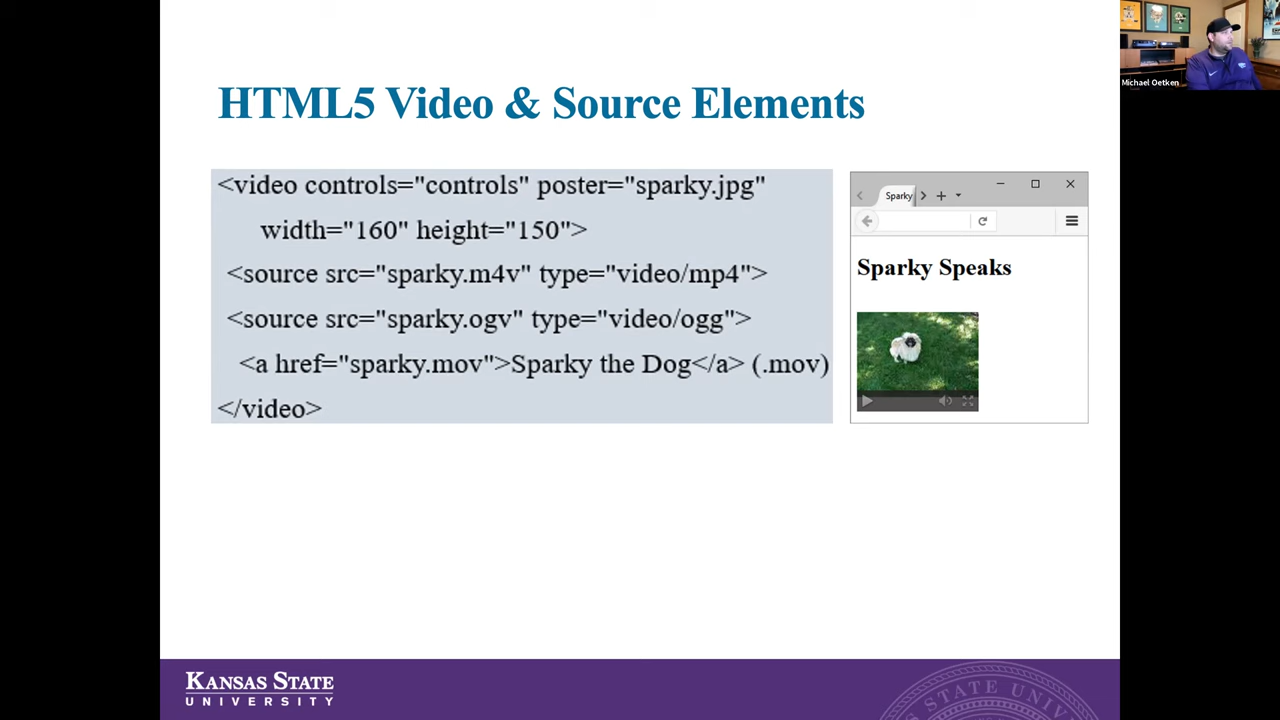 Michael Oetken
HTML5 Video & Source Elements
<video controls="controls" poster="sparky.jpg"
width="160" height="150">
<source src="sparky.m4v" type="video/mp4">
<source src="sparky.ogv" type="video/ogg">
<a href="sparky.mov">Sparky the Dog</a> (.mov)
</video>
Sparky
Sparky Speaks
KANSAS STATE
UNIVERSITY
STATE UNI